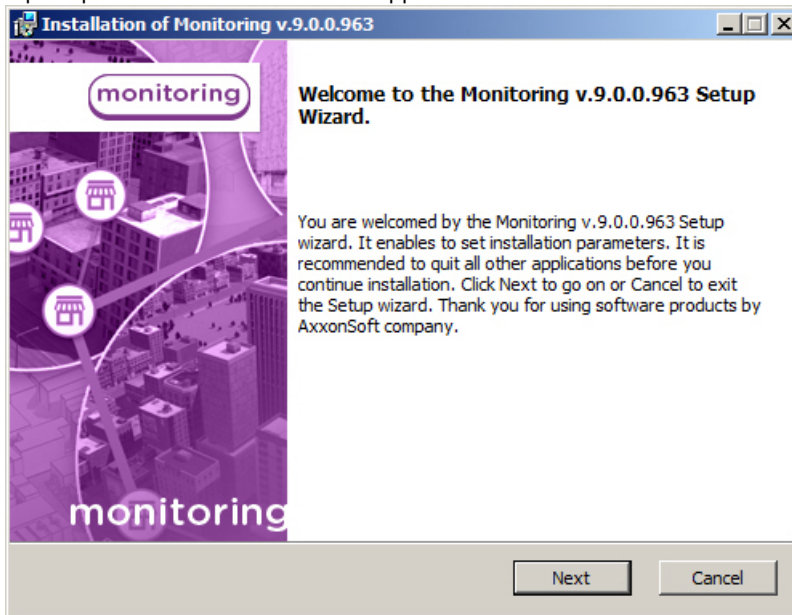 Installation of Monitoring v.9.0.0.963
monitoring
Welcome to the Monitoring v.9.0.0.963 Setup
Wizard.
You are welcomed by the Monitoring v.9.0.0.963 Setup
wizard. It enables to set installation parameters. It is
recommended to quit all other applications before you
continue installation. Click Next to go on or Cancel to exit
the Setup wizard. Thank you for using software products by
AxxonSoft company.
monitoring
Next
Cancel